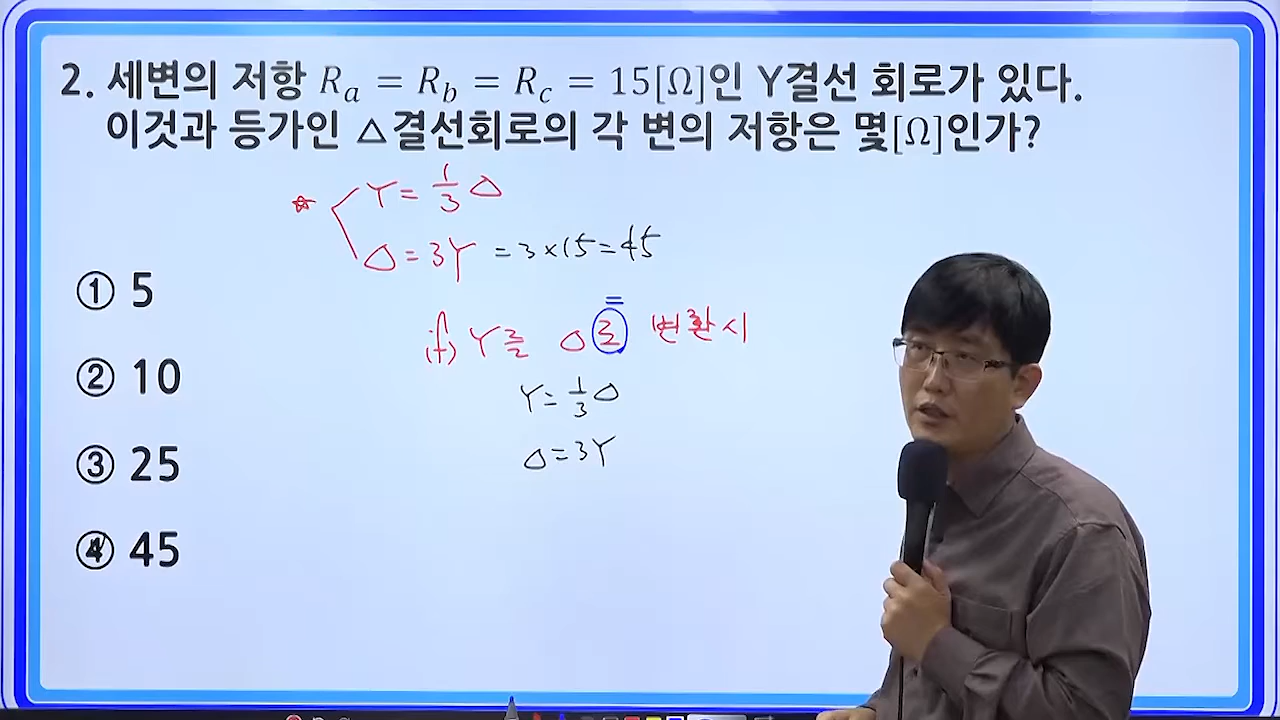 2. 세변의 저항 R_a = R_b = R_c = 15[Ω]인 Y결선 회로가 있다.
이것과 등가인 △결선회로의 각 변의 저항은 몇[Ω]인가?
☆ Y = 1/3 △
△ = 3Y = 3×15 = 45
if) Y를 △로 변환시
Y = 1/3 △
△ = 3Y
① 5
② 10
③ 25
④ 45